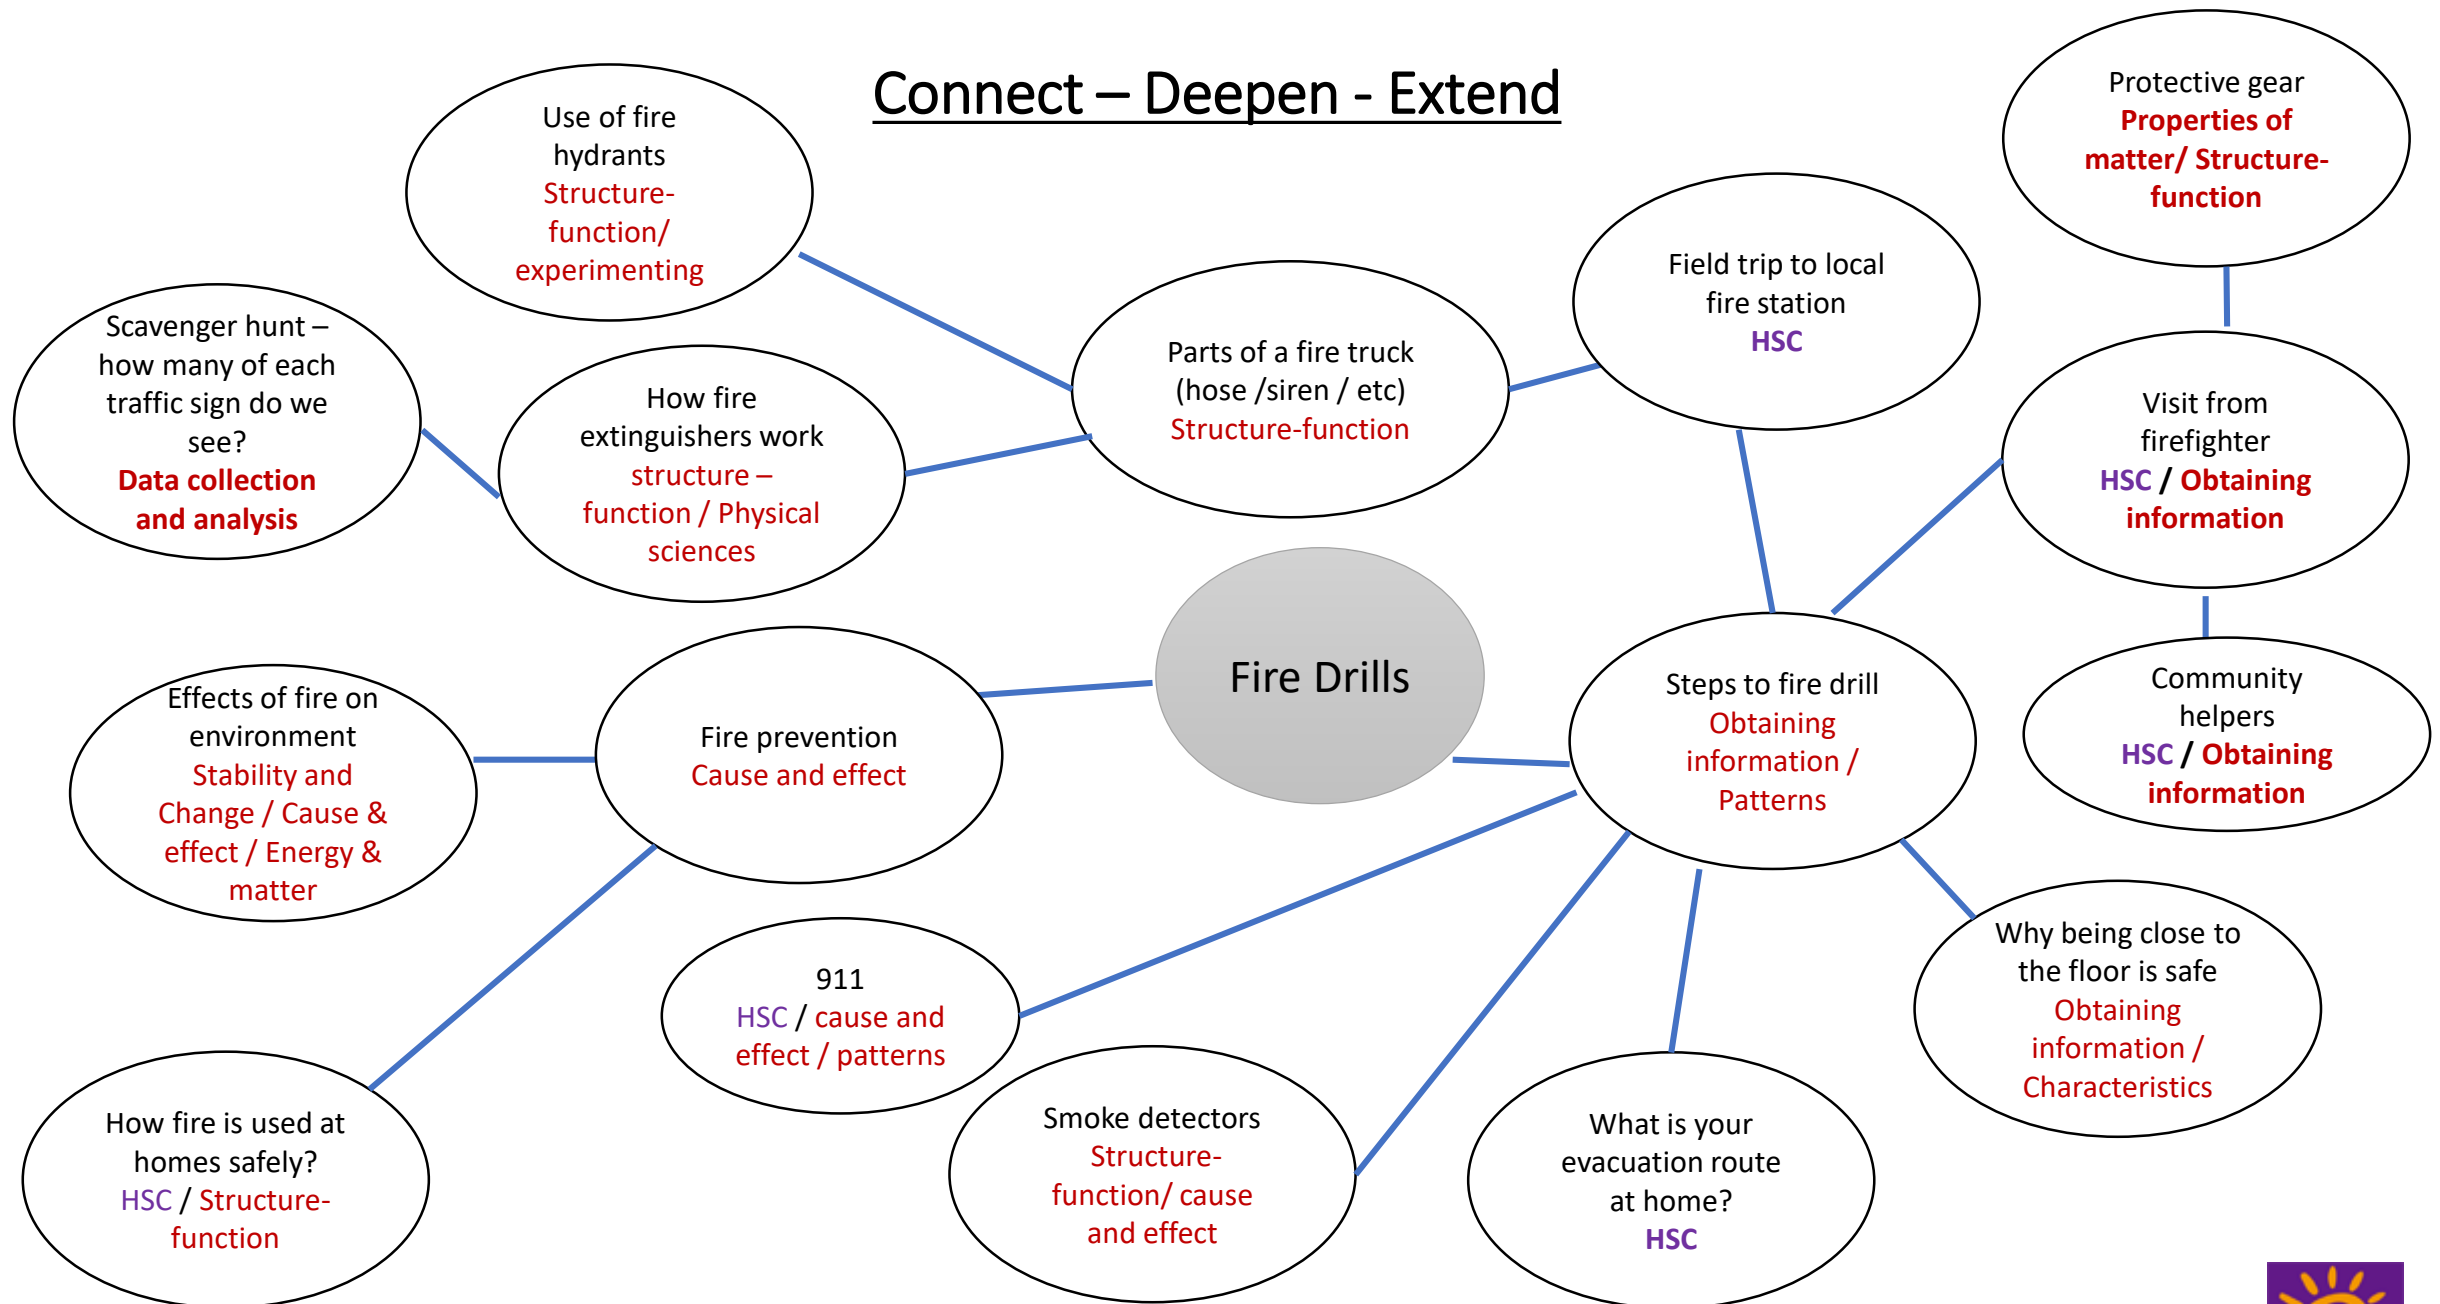 Connect – Deepen - Extend
Use of fire
hydrants
Structure-
function/
experimenting
Protective gear
Properties of
matter/ Structure-
function
Scavenger hunt –
how many of each
traffic sign do we
see?
Data collection
and analysis
How fire
extinguishers work
structure –
function / Physical
sciences
Parts of a fire truck
(hose /siren / etc)
Structure-function
Field trip to local
fire station
HSC
Visit from
firefighter
HSC / Obtaining
information
Effects of fire on
environment
Stability and
Change / Cause &
effect / Energy &
matter
Fire prevention
Cause and effect
Fire Drills
Steps to fire drill
Obtaining
information /
Patterns
Community
helpers
HSC / Obtaining
information
911
HSC / cause and
effect / patterns
Why being close to
the floor is safe
Obtaining
information /
Characteristics
How fire is used at
homes safely?
HSC / Structure-
function
Smoke detectors
Structure-
function/ cause
and effect
What is your
evacuation route
at home?
HSC